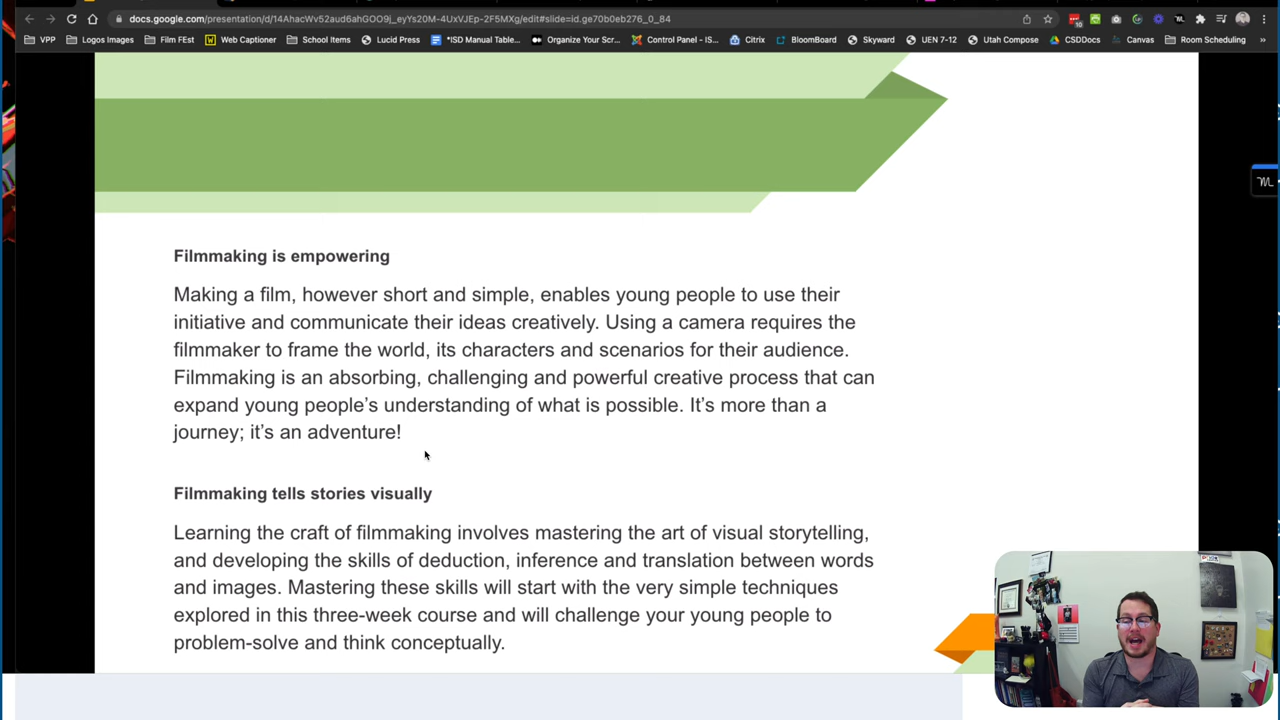 docs.google.com/presentation/d/14AhacWv52aud6ahGOO9j_eyYs20M-4UxVJEp-2F5MXg/edit#slide=id.ge70b0eb276_0_84
VPP Logos Images Film FEst Web Captioner School Items Lucid Press *ISD Manual Table... Organize Your Scr... Control Panel - IS... Citrix BloomBoard Skyward UEN 7-12 Utah Compose CSDDocs Canvas Room Scheduling »
Filmmaking is empowering
Making a film, however short and simple, enables young people to use their
initiative and communicate their ideas creatively. Using a camera requires the
filmmaker to frame the world, its characters and scenarios for their audience.
Filmmaking is an absorbing, challenging and powerful creative process that can
expand young people’s understanding of what is possible. It’s more than a
journey; it’s an adventure!
Filmmaking tells stories visually
Learning the craft of filmmaking involves mastering the art of visual storytelling,
and developing the skills of deduction, inference and translation between words
and images. Mastering these skills will start with the very simple techniques
explored in this three-week course and will challenge your young people to
problem-solve and think conceptually.